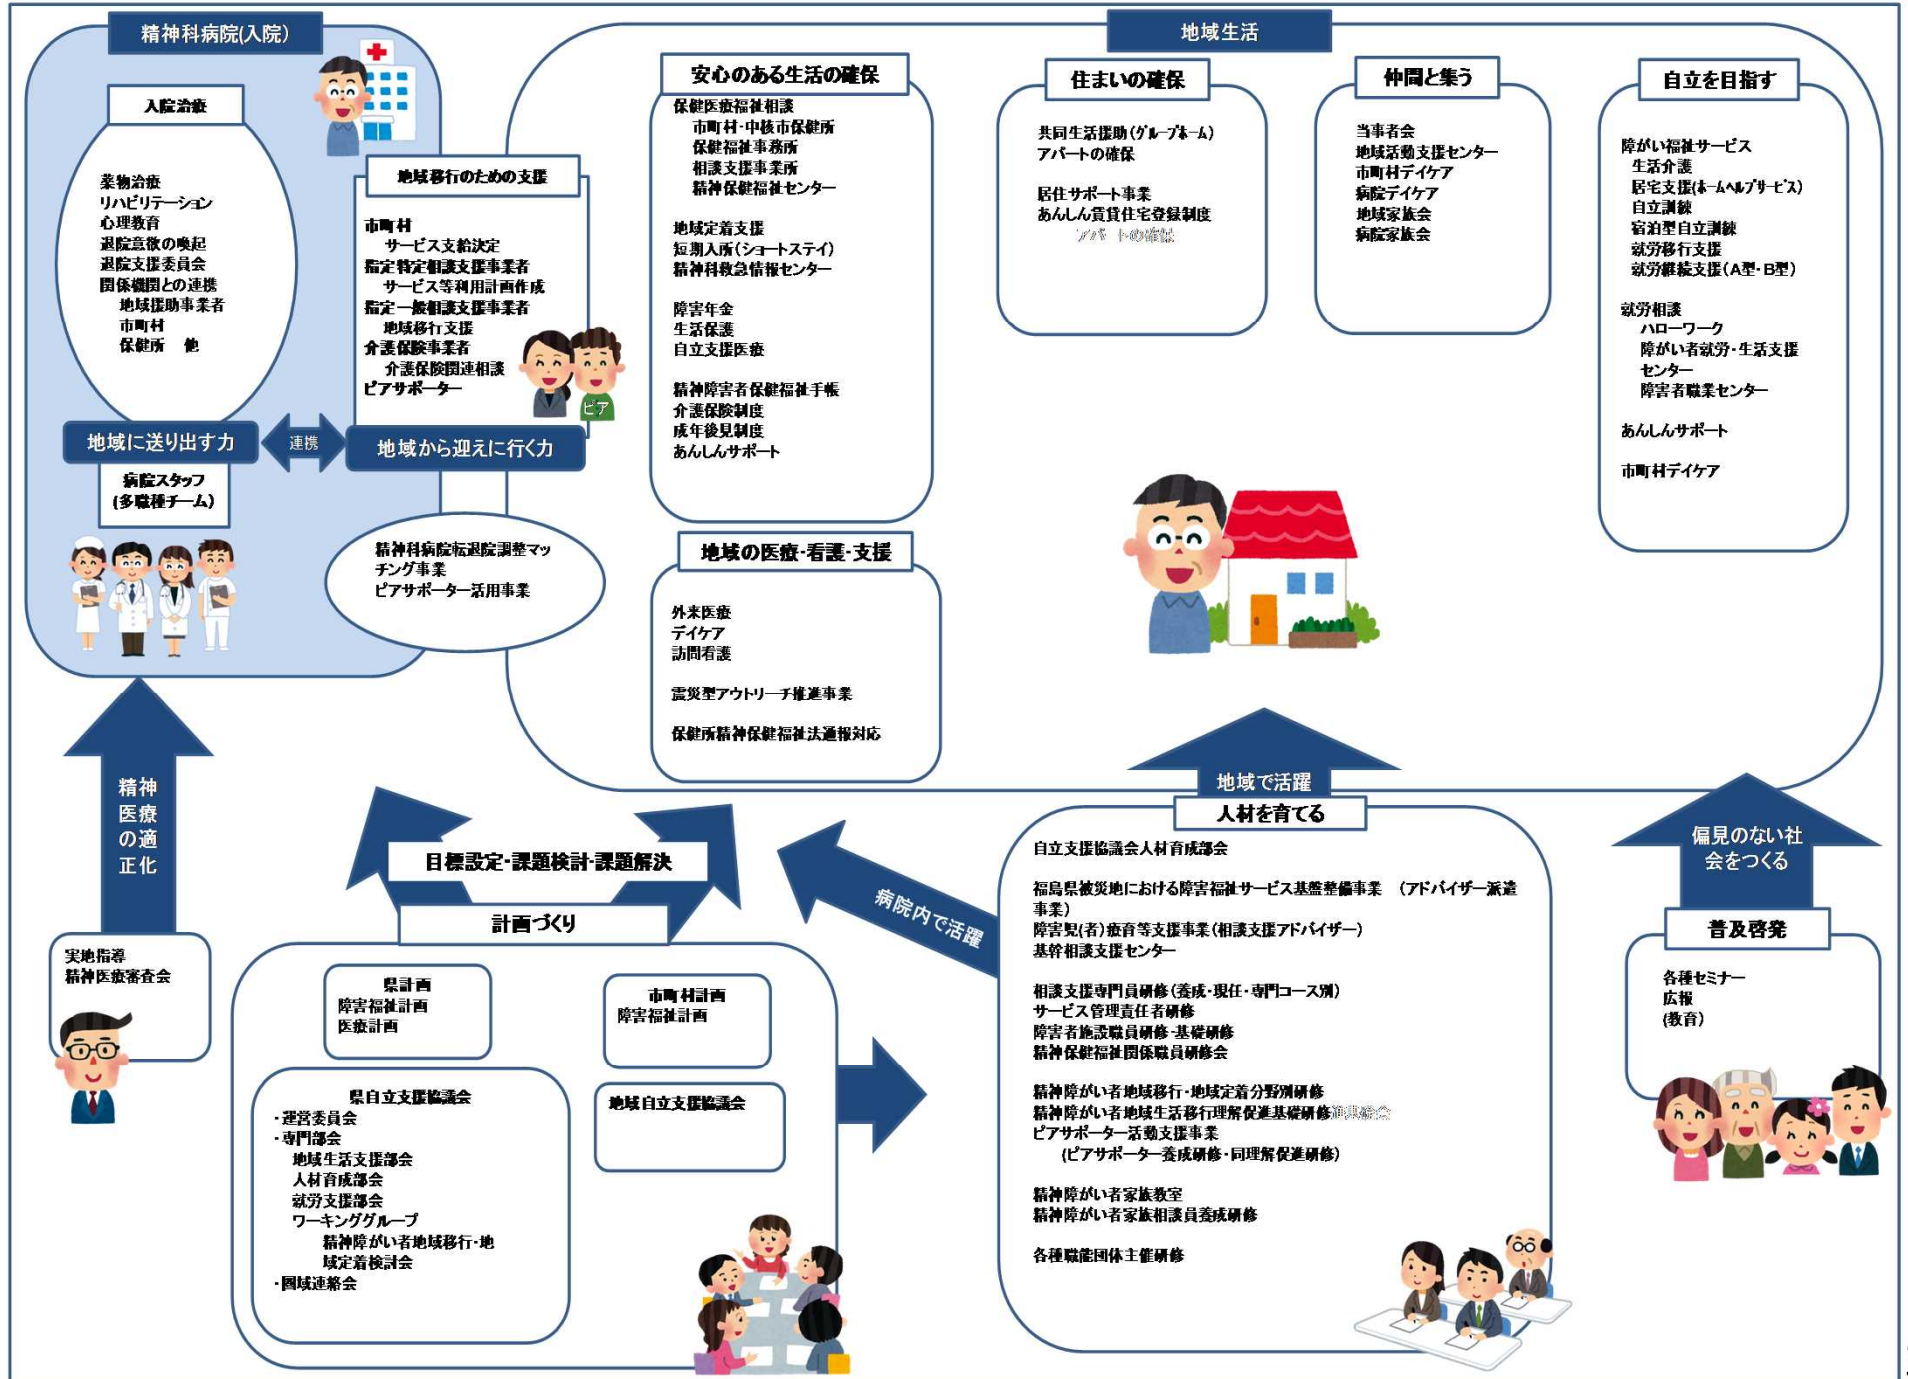 精神科病院(入院)
入院治療
薬物治療
リハビリテーション
心理教育
退院意欲の喚起
退院支援委員会
関係機関との連携
地域援助事業者
市町村
保健所 他
地域に送り出す力
連携
地域から迎えに行く力
病院スタッフ
(多職種チーム)
地域移行のための支援
市町村
サービス支給決定
指定特定相談支援事業者
サービス等利用計画作成
指定一般相談支援事業者
地域移行支援
介護保険事業者
介護保険関連相談
ピアサポーター
ピア
精神科病院転退院調整マッ
チング事業
ピアサポーター活用事業
地域生活
安心のある生活の確保
保健医療福祉相談
市町村・中核市保健所
保健福祉事務所
相談支援事業所
精神保健福祉センター
地域定着支援
短期入所(ショートステイ)
精神科救急情報センター
障害年金
生活保護
自立支援医療
精神障害者保健福祉手帳
介護保険制度
成年後見制度
あんしんサポート
地域の医療・看護・支援
外来医療
デイケア
訪問看護
震災型アウトリーチ推進事業
保健所精神保健福祉法通報対応
住まいの確保
共同生活援助(グループホーム)
アパートの確保
居住サポート事業
あんしん賃貸住宅登録制度
アパートの確保
仲間と集う
当事者会
地域活動支援センター
市町村デイケア
病院デイケア
地域家族会
病院家族会
自立を目指す
障がい福祉サービス
生活介護
居宅支援(ホームヘルプサービス)
自立訓練
宿泊型自立訓練
就労移行支援
就労継続支援(A型・B型)
就労相談
ハローワーク
障がい者就労・生活支援
センター
障害者職業センター
あんしんサポート
市町村デイケア
精神
医療
の適
正化
実地指導
精神医療審査会
目標設定・課題検討・課題解決
計画づくり
県計画
障害福祉計画
医療計画
市町村計画
障害福祉計画
県自立支援協議会
・運営委員会
・専門部会
地域生活支援部会
人材育成部会
就労支援部会
ワーキンググループ
精神障がい者地域移行・地
域定着検討会
・圏域連絡会
地域自立支援協議会
病院内で活躍
地域で活躍
人材を育てる
自立支援協議会人材育成部会
福島県被災地における障害福祉サービス基盤整備事業 (アドバイザー派遣
事業)
障害児(者)療育等支援事業(相談支援アドバイザー)
基幹相談支援センター
相談支援専門員研修(養成・現任・専門コース別)
サービス管理責任者研修
障害者施設職員研修-基礎研修
精神保健福祉関係職員研修会
精神障がい者地域移行・地域定着分野別研修
精神障がい者地域生活移行理解促進基礎研修
ピアサポーター活動支援事業
(ピアサポーター養成研修・同理解促進研修)
精神障がい者家族教室
精神障がい者家族相談員養成研修
各種職能団体主催研修
偏見のない社
会をつくる
普及啓発
各種セミナー
広報
(教育)